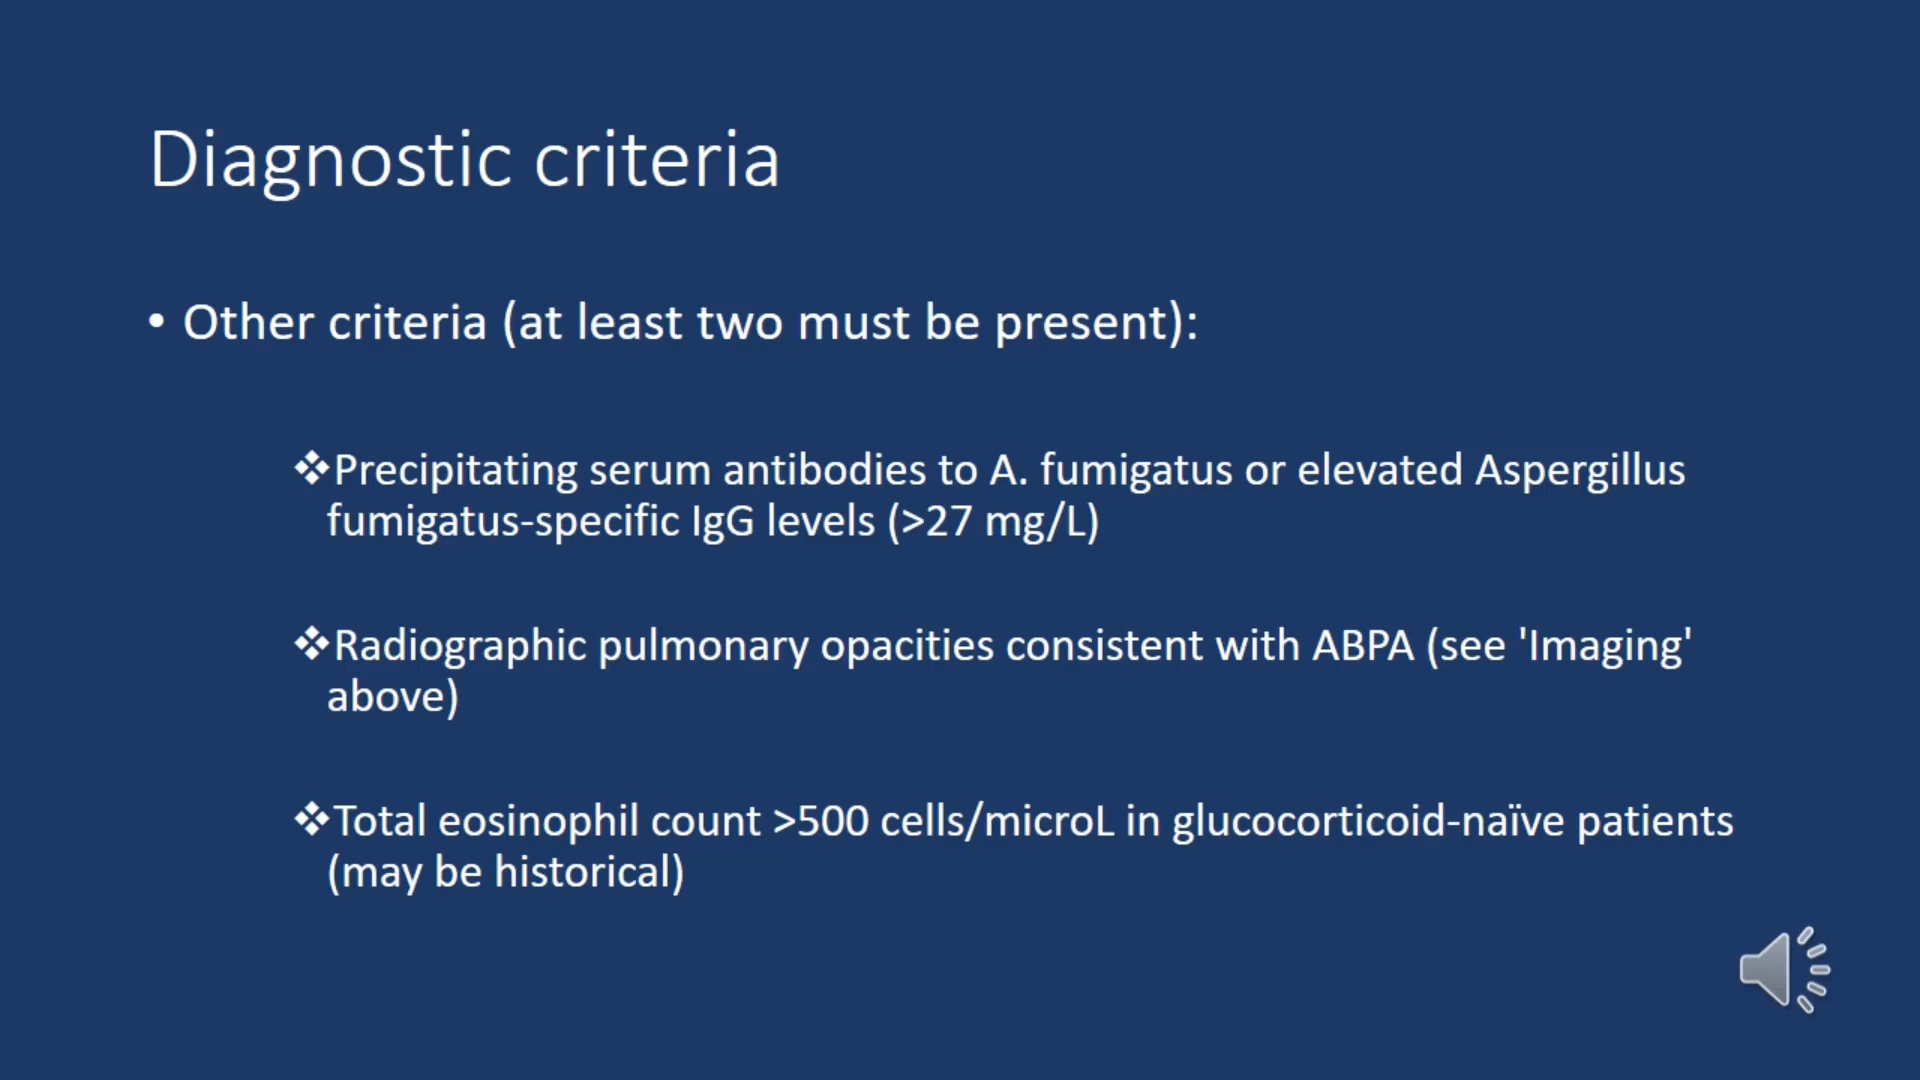 Diagnostic criteria
• Other criteria (at least two must be present):
❖Precipitating serum antibodies to A. fumigatus or elevated Aspergillus
fumigatus-specific IgG levels (>27 mg/L)
❖Radiographic pulmonary opacities consistent with ABPA (see 'Imaging'
above)
❖Total eosinophil count >500 cells/microL in glucocorticoid-naïve patients
(may be historical)